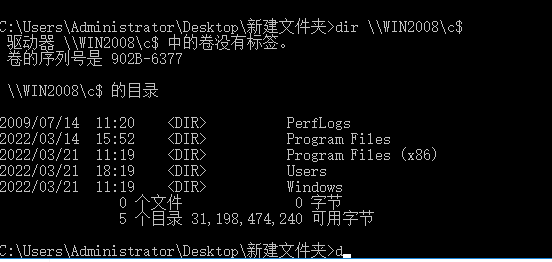 C:\Users\Administrator\Desktop\新建文件夹>dir \\WIN2008\c$
驱动器 \\WIN2008\c$ 中的卷没有标签。
卷的序列号是 902B-6377
\\WIN2008\c$ 的目录
2009/07/14  11:20    <DIR>          PerfLogs
2022/03/14  15:52    <DIR>          Program Files
2022/03/21  11:19    <DIR>          Program Files (x86)
2022/03/21  18:19    <DIR>          Users
2022/03/21  11:19    <DIR>          Windows
0 个文件              0 字节
5 个目录 31,198,474,240 可用字节
C:\Users\Administrator\Desktop\新建文件夹>d